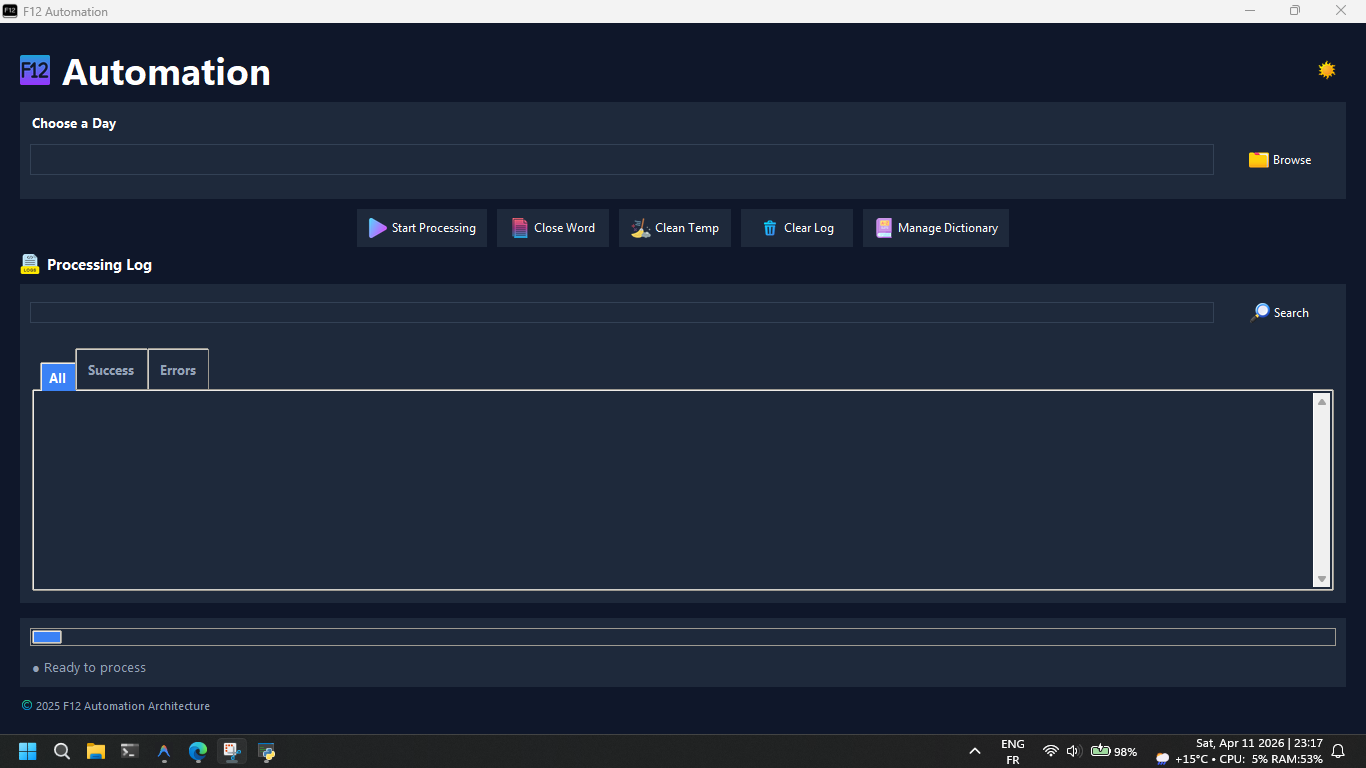 F12 F12 Automation
F12 Automation
Choose a Day
Browse
Start Processing Close Word Clean Temp Clear Log Manage Dictionary
LOGS Processing Log
Search
All Success Errors
● Ready to process
© 2025 F12 Automation Architecture
ENG
FR
98%
Sat, Apr 11 2026 | 23:17
+15°C • CPU: 5% RAM:53%